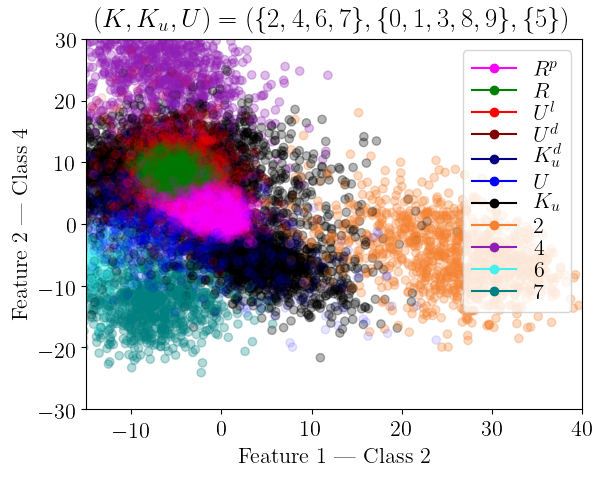 (K, K_u, U) = ({2, 4, 6, 7}, {0, 1, 3, 8, 9}, {5})
30
20
10
0
−10
−20
−30
Feature 2 — Class 4
R^p
R
U^l
U^d
K_u^d
U
K_u
2
4
6
7
−10 0 10 20 30 40
Feature 1 — Class 2